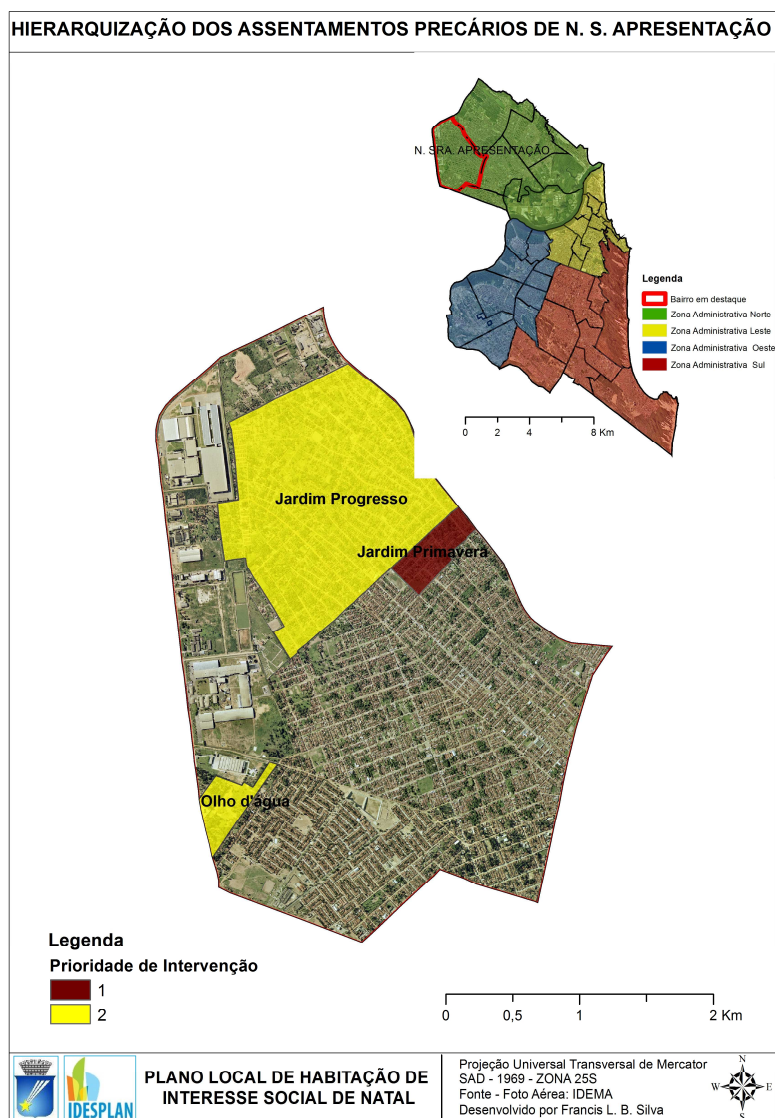 HIERARQUIZAÇÃO DOS ASSENTAMENTOS PRECÁRIOS DE N. S. APRESENTAÇÃO
N. SRA. APRESENTAÇÃO
Legenda
Bairro em destaque
Zona Administrativa Norte
Zona Administrativa Leste
Zona Administrativa Oeste
Zona Administrativa Sul
0 2 4 8 Km
Jardim Progresso
Jardim Primavera
Olho d'água
Legenda
Prioridade de Intervenção
1
2
0 0,5 1 2 Km
IDESPLAN
PLANO LOCAL DE HABITAÇÃO DE
INTERESSE SOCIAL DE NATAL
Projeção Universal Transversal de Mercator
SAD - 1969 - ZONA 25S
Fonte - Foto Aérea: IDEMA
Desenvolvido por Francis L. B. Silva
N
W E
S